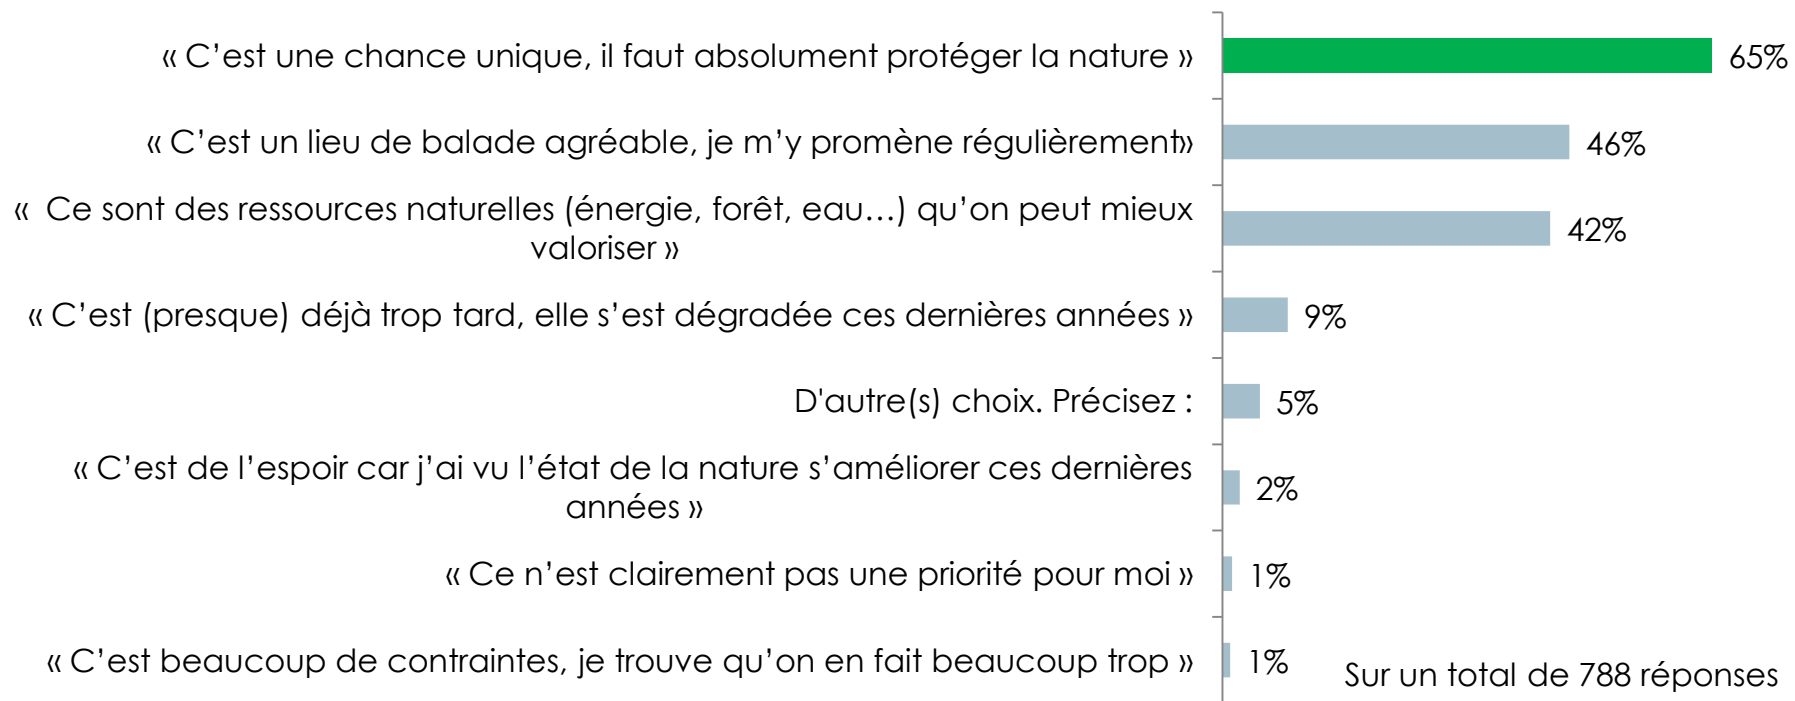 « C’est une chance unique, il faut absolument protéger la nature » 65%
« C’est un lieu de balade agréable, je m’y promène régulièrement» 46%
« Ce sont des ressources naturelles (énergie, forêt, eau…) qu’on peut mieux
valoriser » 42%
« C’est (presque) déjà trop tard, elle s’est dégradée ces dernières années » 9%
D'autre(s) choix. Précisez : 5%
« C’est de l’espoir car j’ai vu l’état de la nature s’améliorer ces dernières
années » 2%
« Ce n’est clairement pas une priorité pour moi » 1%
« C’est beaucoup de contraintes, je trouve qu’on en fait beaucoup trop » 1%
Sur un total de 788 réponses